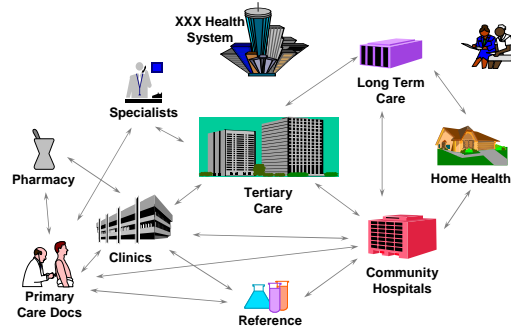 XXX Health
System
Long Term
Care
Specialists
Pharmacy
Tertiary
Care
Home Health
Clinics
Community
Hospitals
Primary
Care Docs
Reference